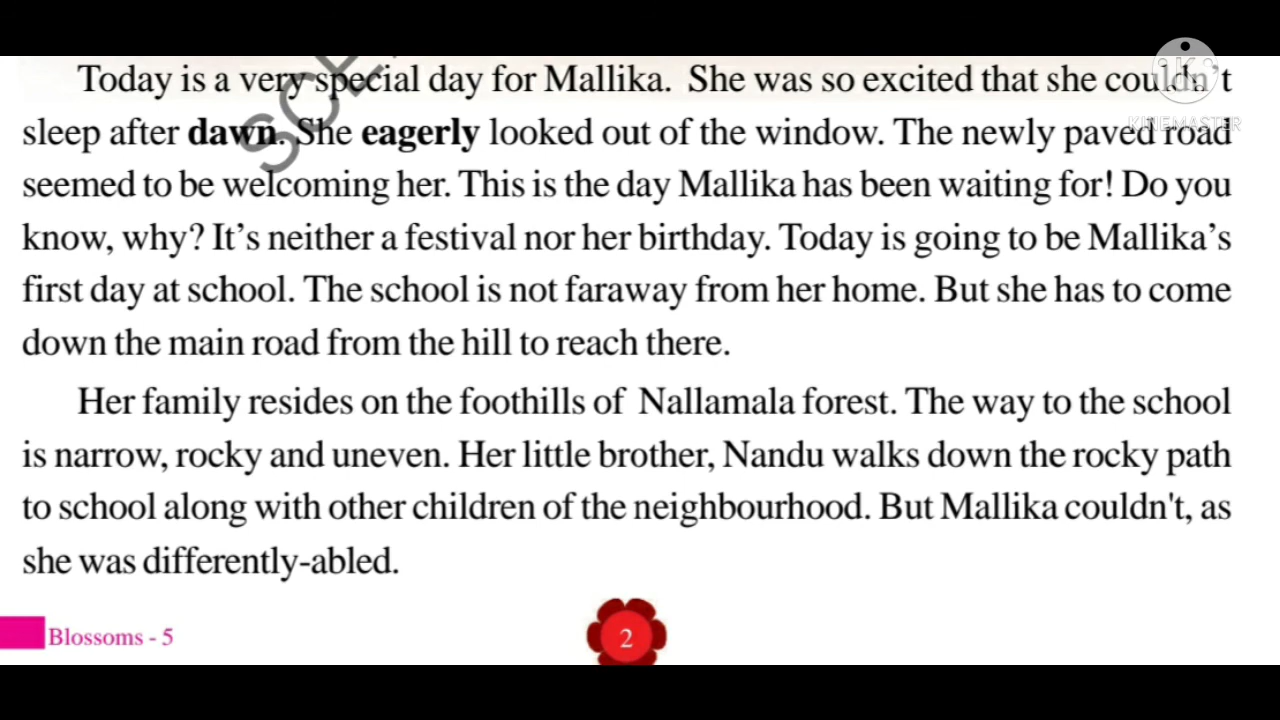 Today is a very special day for Mallika. She was so excited that she couldn't
sleep after dawn. She eagerly looked out of the window. The newly paved road
seemed to be welcoming her. This is the day Mallika has been waiting for! Do you
know, why? It's neither a festival nor her birthday. Today is going to be Mallika's
first day at school. The school is not faraway from her home. But she has to come
down the main road from the hill to reach there.
Her family resides on the foothills of Nallamala forest. The way to the school
is narrow, rocky and uneven. Her little brother, Nandu walks down the rocky path
to school along with other children of the neighbourhood. But Mallika couldn't, as
she was differently-abled.
Blossoms - 5
2
K
KINEMASTER